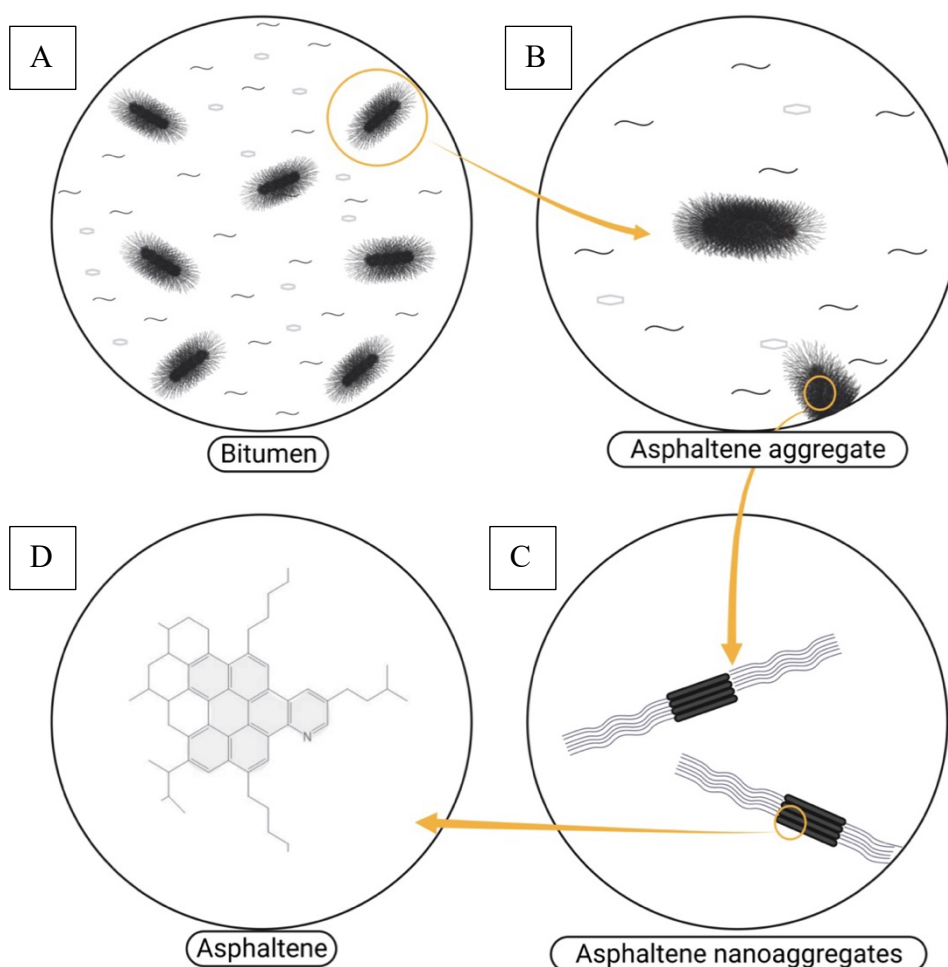 A
B
Bitumen
Asphaltene aggregate
D
C
N
Asphaltene
Asphaltene nanoaggregates